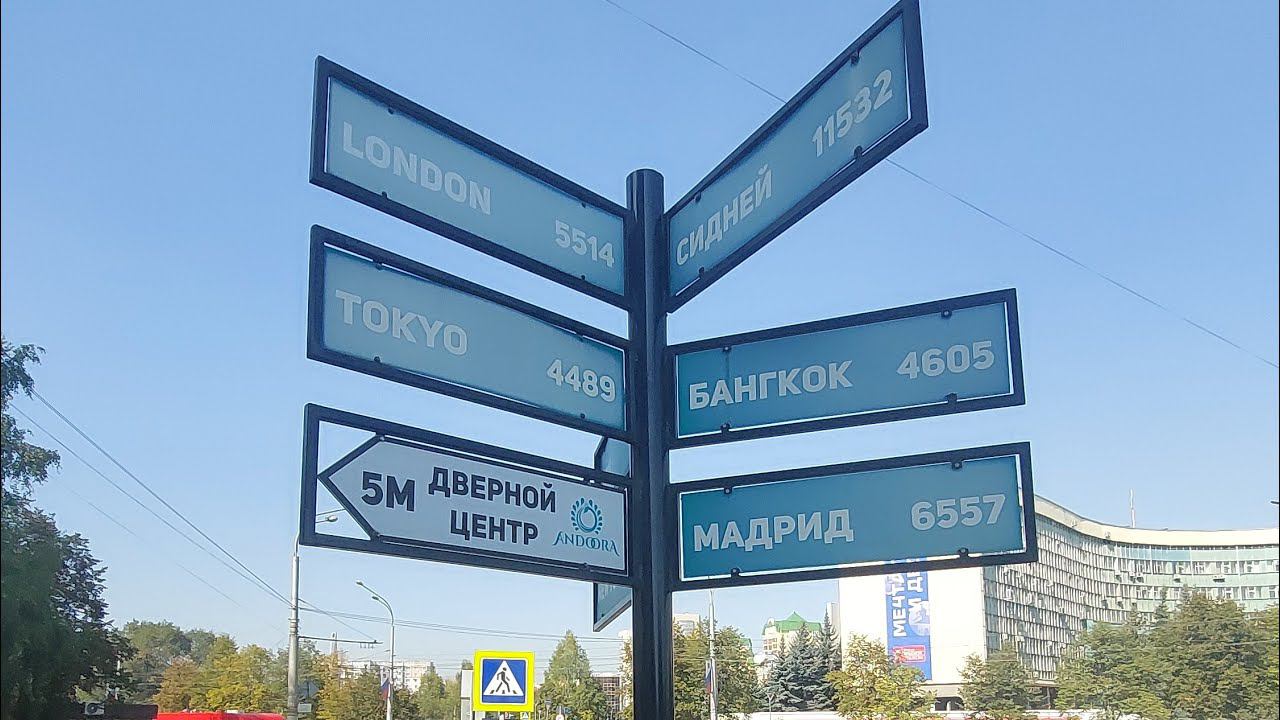 LONDON 5514
TOKYO 4489
5М ДВЕРНОЙ
ЦЕНТР
ANDOORA
СИДНЕЙ 11532
БАНГКОК 4605
МАДРИД 6557